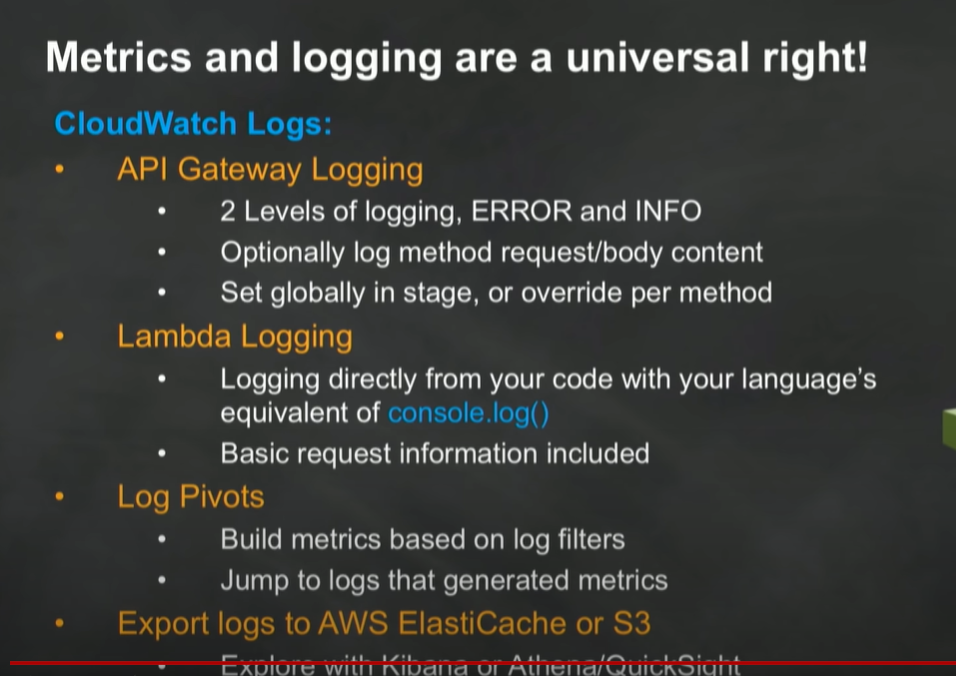 Metrics and logging are a universal right!
CloudWatch Logs:
• API Gateway Logging
• 2 Levels of logging, ERROR and INFO
• Optionally log method request/body content
• Set globally in stage, or override per method
• Lambda Logging
• Logging directly from your code with your language's
equivalent of console.log()
• Basic request information included
• Log Pivots
• Build metrics based on log filters
• Jump to logs that generated metrics
• Export logs to AWS ElastiCache or S3
• Explore with Kibana or Athena/QuickSight